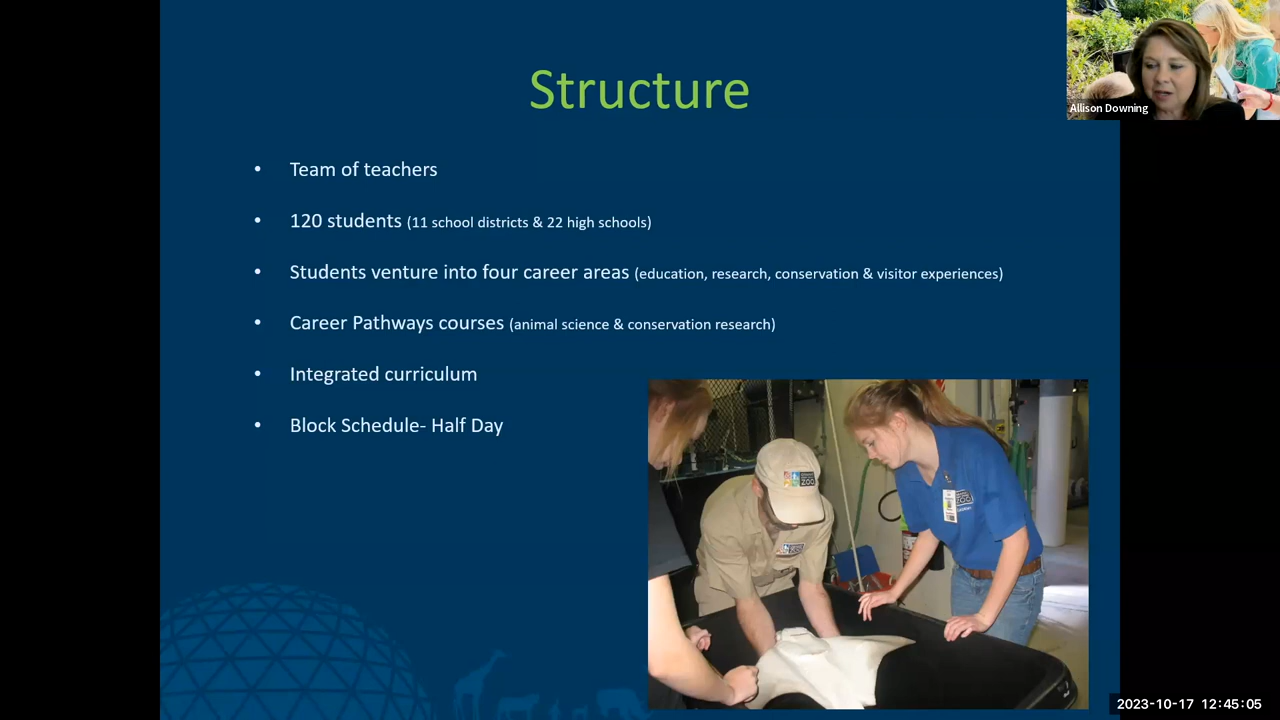 Structure
Allison Downing
• Team of teachers
• 120 students (11 school districts & 22 high schools)
• Students venture into four career areas (education, research, conservation & visitor experiences)
• Career Pathways courses (animal science & conservation research)
• Integrated curriculum
• Block Schedule- Half Day
ZOO
2023-10-17 12:45:05